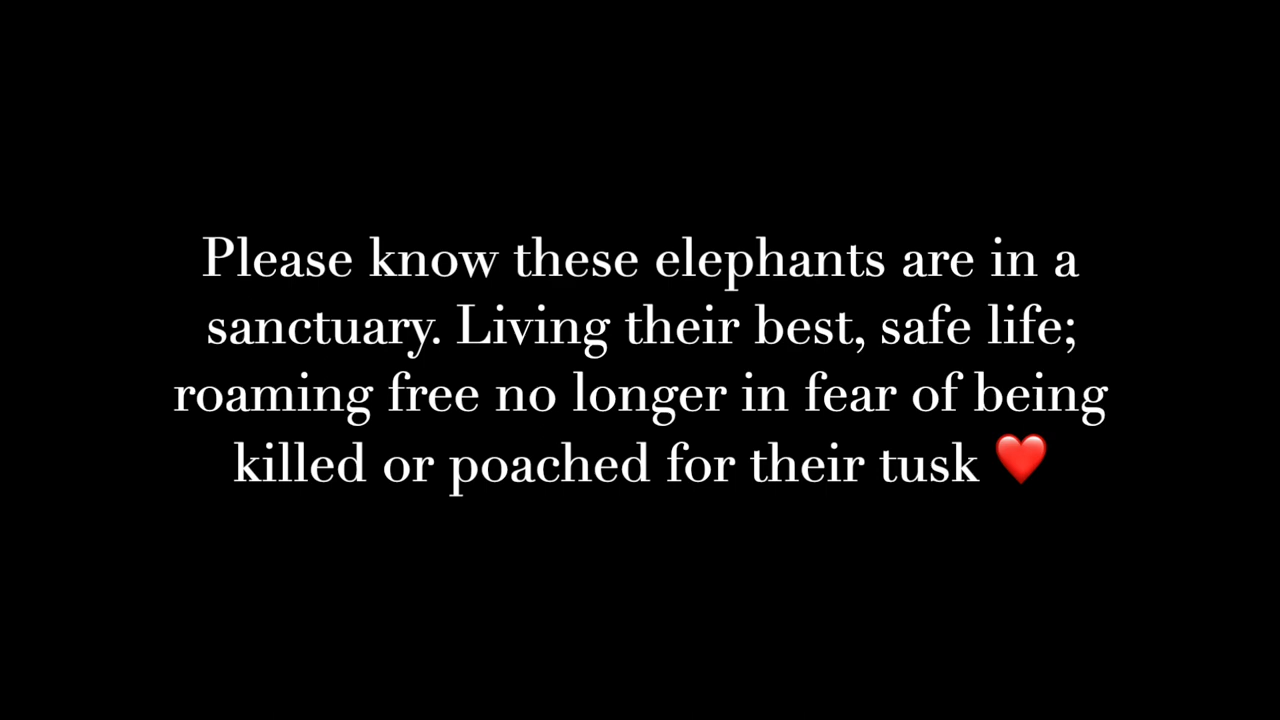 Please know these elephants are in a
sanctuary. Living their best, safe life;
roaming free no longer in fear of being
killed or poached for their tusk ❤️